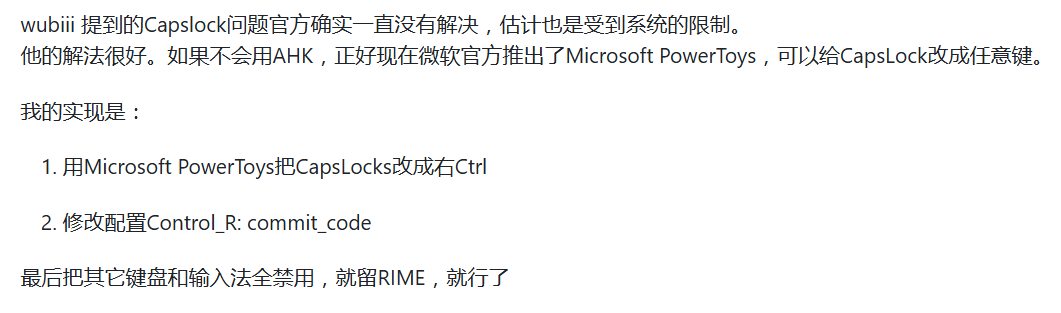 wubiii 提到的Capslock问题官方确实一直没有解决，估计也是受到系统的限制。
他的解法很好。如果不会用AHK，正好现在微软官方推出了Microsoft PowerToys，可以给CapsLock改成任意键。
我的实现是：
1. 用Microsoft PowerToys把CapsLocks改成右Ctrl
2. 修改配置Control_R: commit_code
最后把其它键盘和输入法全禁用，就留RIME，就行了